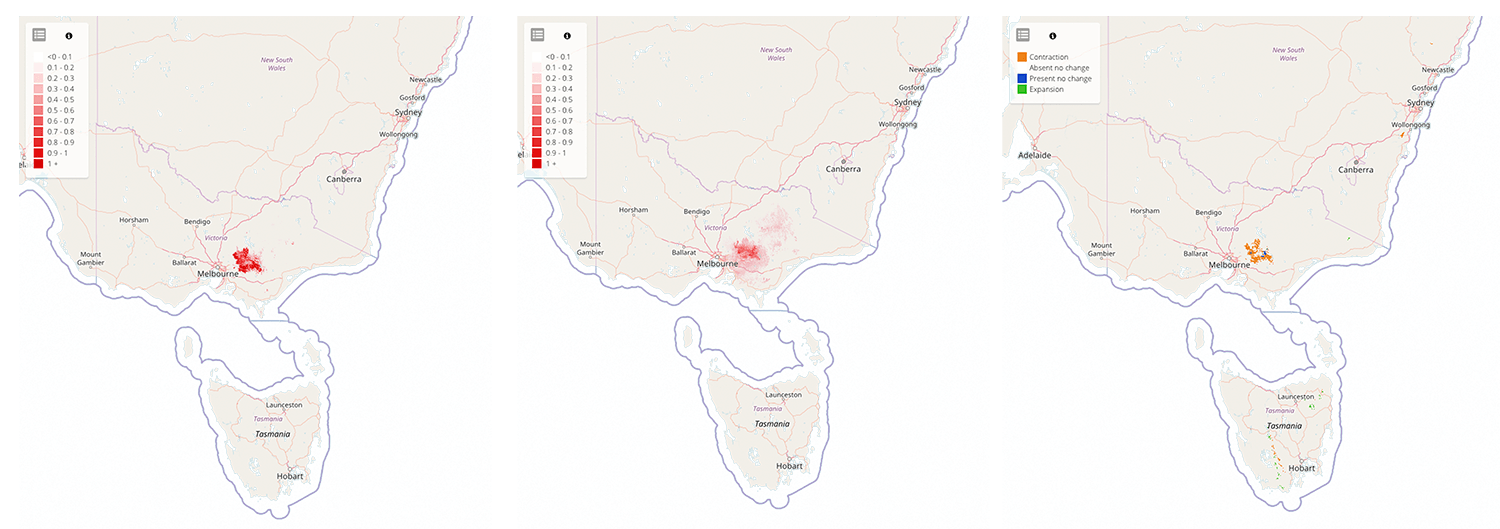 <0 - 0.1
0.1 - 0.2
0.2 - 0.3
0.3 - 0.4
0.4 - 0.5
0.5 - 0.6
0.6 - 0.7
0.7 - 0.8
0.8 - 0.9
0.9 - 1
1 +
New South
Wales
Newcastle
Gosford
Sydney
Wollongong
Canberra
Horsham
Bendigo
Victoria
Mount
Gambier
Ballarat
Melbourne
Launceston
Tasmania
Tasmania
Hobart
<0 - 0.1
0.1 - 0.2
0.2 - 0.3
0.3 - 0.4
0.4 - 0.5
0.5 - 0.6
0.6 - 0.7
0.7 - 0.8
0.8 - 0.9
0.9 - 1
1 +
New South
Wales
Newcastle
Gosford
Sydney
Wollongong
Canberra
Horsham
Bendigo
Victoria
Mount
Gambier
Ballarat
Melbourne
Launceston
Tasmania
Tasmania
Hobart
Contraction
Absent no change
Present no change
Expansion
New South
Wales
Newcastle
Gosford
Sydney
Wollongong
Adelaide
Canberra
Horsham
Bendigo
Victoria
Mount
Gambier
Ballarat
Melbourne
Launceston
Tasmania
Tasmania
Hobart